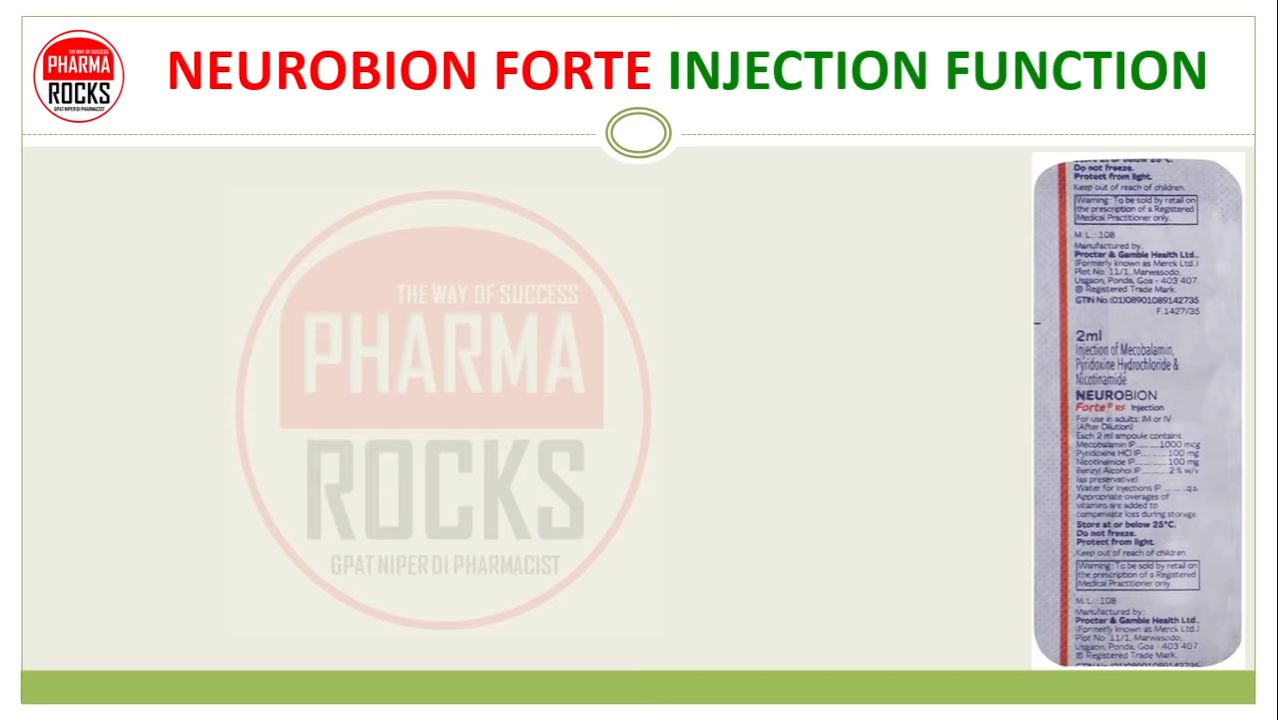 THE WAY OF SUCCESS
PHARMA
ROCKS
GPAT NIPER DI PHARMACIST
NEUROBION FORTE INJECTION FUNCTION
THE WAY OF SUCCESS
PHARMA
ROCKS
GPAT NIPER DI PHARMACIST
Store at or below 25°C.
Do not freeze.
Protect from light.
Keep out of reach of children.
Warning: To be sold by retail on
the prescription of a Registered
Medical Practitioner only.
M. L. : 108
Manufactured by:
Procter & Gamble Health Ltd.,
(Formerly known as Merck Ltd.)
Plot No. 11/1, Marwasodo,
Usgaon, Ponda, Goa - 403 407.
® Registered Trade Mark.
GTIN No.(01)08901089142735
F.1427/35
2ml
Injection of Mecobalamin,
Pyridoxine Hydrochloride &
Nicotinamide
NEUROBION
Forte® RF Injection
For use in adults: IM or IV
(After Dilution)
Each 2 ml ampoule contains
Mecobalamin IP........1000 mcg
Pyridoxine HCl IP..........100 mg
Nicotinamide IP............100 mg
Benzyl Alcohol IP.......... 2 % w/v
(as preservative)
Water for Injections IP ........q.s.
Appropriate overages of
vitamins are added to
compensate loss during storage.
Store at or below 25°C.
Do not freeze.
Protect from light.
Keep out of reach of children.
Warning: To be sold by retail on
the prescription of a Registered
Medical Practitioner only.
M. L. : 108
Manufactured by:
Procter & Gamble Health Ltd.,
(Formerly known as Merck Ltd.)
Plot No. 11/1, Marwasodo,
Usgaon, Ponda, Goa - 403 407
® Registered Trade Mark.